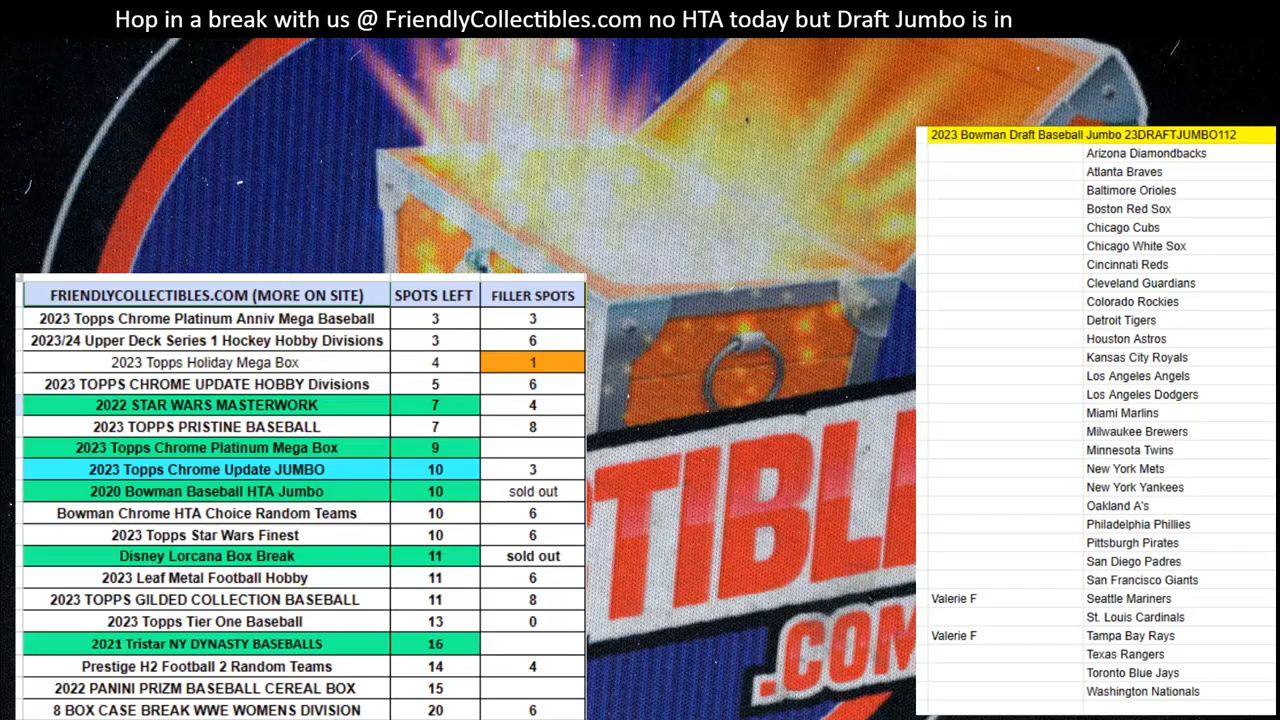 Hop in a break with us @ FriendlyCollectibles.com no HTA today but Draft Jumbo is in
FRIENDLYCOLLECTIBLES.COM (MORE ON SITE) SPOTS LEFT FILLER SPOTS
2023 Topps Chrome Platinum Anniv Mega Baseball 3 3
2023/24 Upper Deck Series 1 Hockey Hobby Divisions 3 6
2023 Topps Holiday Mega Box 4 1
2023 TOPPS CHROME UPDATE HOBBY Divisions 5 6
2022 STAR WARS MASTERWORK 7 4
2023 TOPPS PRISTINE BASEBALL 7 8
2023 Topps Chrome Platinum Mega Box 9
2023 Topps Chrome Update JUMBO 10 3
2020 Bowman Baseball HTA Jumbo 10 sold out
Bowman Chrome HTA Choice Random Teams 10 6
2023 Topps Star Wars Finest 10 6
Disney Lorcana Box Break 11 sold out
2023 Leaf Metal Football Hobby 11 6
2023 TOPPS GILDED COLLECTION BASEBALL 11 8
2023 Topps Tier One Baseball 13 0
2021 Tristar NY DYNASTY BASEBALLS 16
Prestige H2 Football 2 Random Teams 14 4
2022 PANINI PRIZM BASEBALL CEREAL BOX 15
8 BOX CASE BREAK WWE WOMENS DIVISION 20 6
TIBL
.COM
2023 Bowman Draft Baseball Jumbo 23DRAFTJUMBO112
Arizona Diamondbacks
Atlanta Braves
Baltimore Orioles
Boston Red Sox
Chicago Cubs
Chicago White Sox
Cincinnati Reds
Cleveland Guardians
Colorado Rockies
Detroit Tigers
Houston Astros
Kansas City Royals
Los Angeles Angels
Los Angeles Dodgers
Miami Marlins
Milwaukee Brewers
Minnesota Twins
New York Mets
New York Yankees
Oakland A's
Philadelphia Phillies
Pittsburgh Pirates
San Diego Padres
San Francisco Giants
Valerie F Seattle Mariners
St. Louis Cardinals
Valerie F Tampa Bay Rays
Texas Rangers
Toronto Blue Jays
Washington Nationals